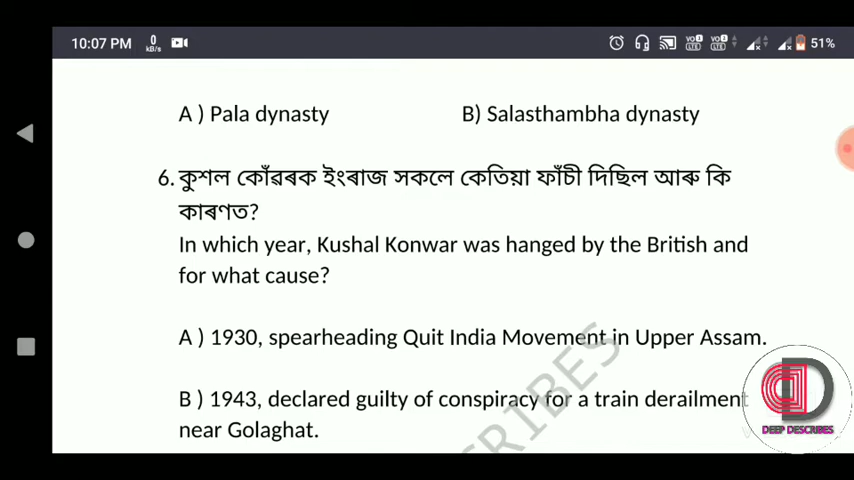 10:07 PM 0 kB/s 51%
A ) Pala dynasty B) Salasthambha dynasty
6. কুশল কোঁৱৰক ইংৰাজ সকলে কেতিয়া ফাঁচী দিছিল আৰু কি
কাৰণত?
In which year, Kushal Konwar was hanged by the British and
for what cause?
A ) 1930, spearheading Quit India Movement in Upper Assam.
B ) 1943, declared guilty of conspiracy for a train derailment
near Golaghat.
DEEP DESCRIBES